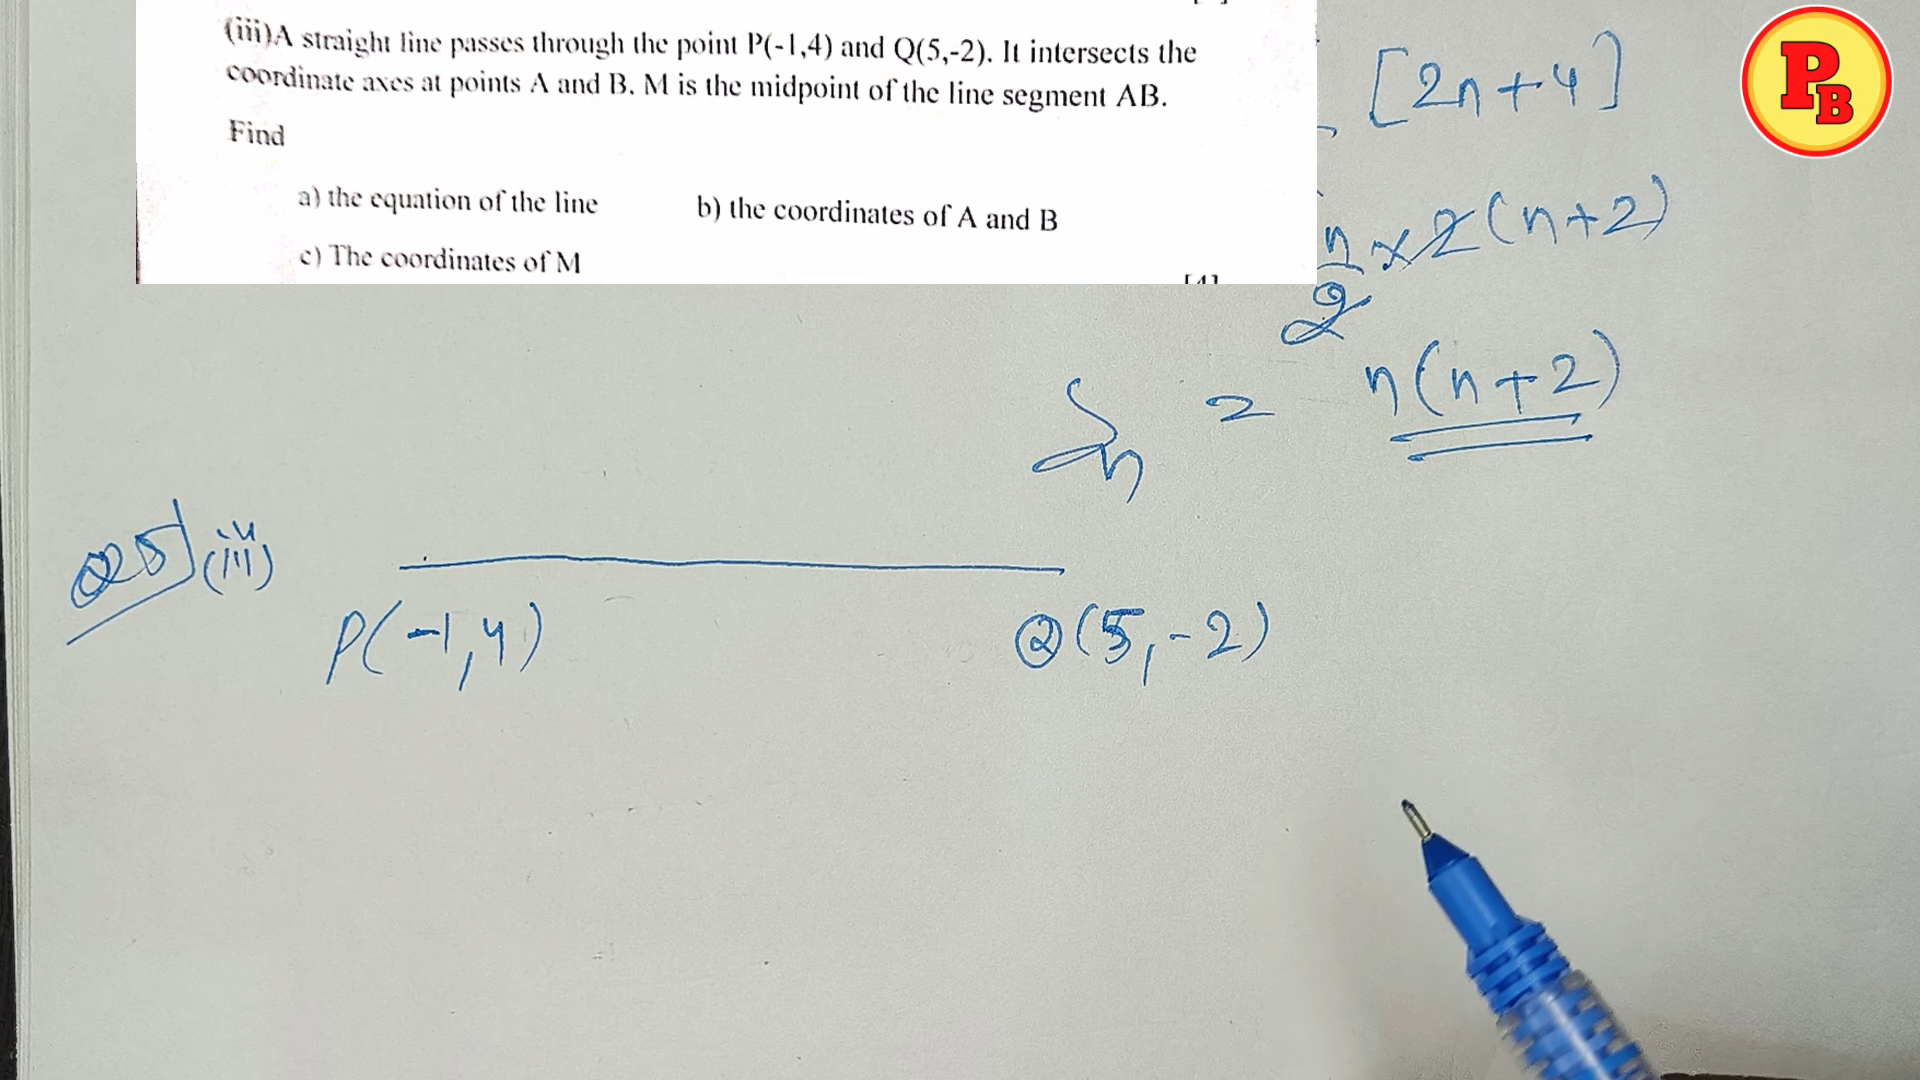 (iii)A straight line passes through the point P(-1,4) and Q(5,-2). It intersects the
coordinate axes at points A and B. M is the midpoint of the line segment AB.
Find
a) the equation of the line b) the coordinates of A and B
c) The coordinates of M
[4]
[2n+4]
n/2 × 2(n+2)
Sn = n(n+2)
Q5] (iii)
P(-1,4) Q(5,-2)
PB